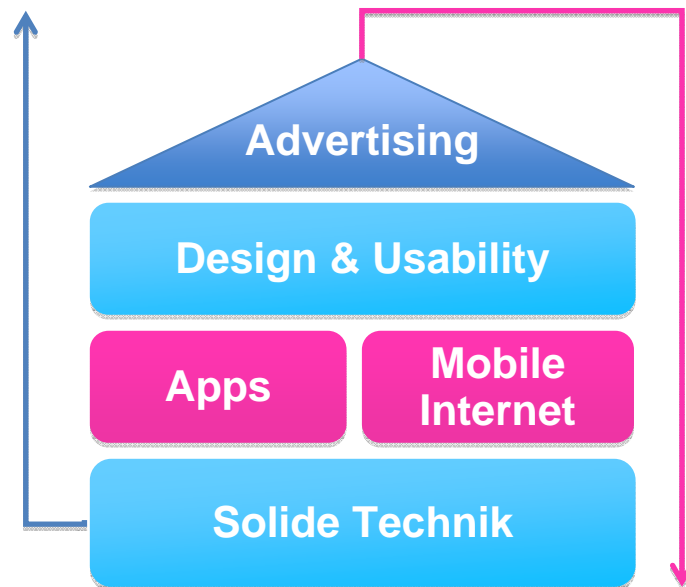 Advertising
Design & Usability
Apps
Mobile
Internet
Solide Technik